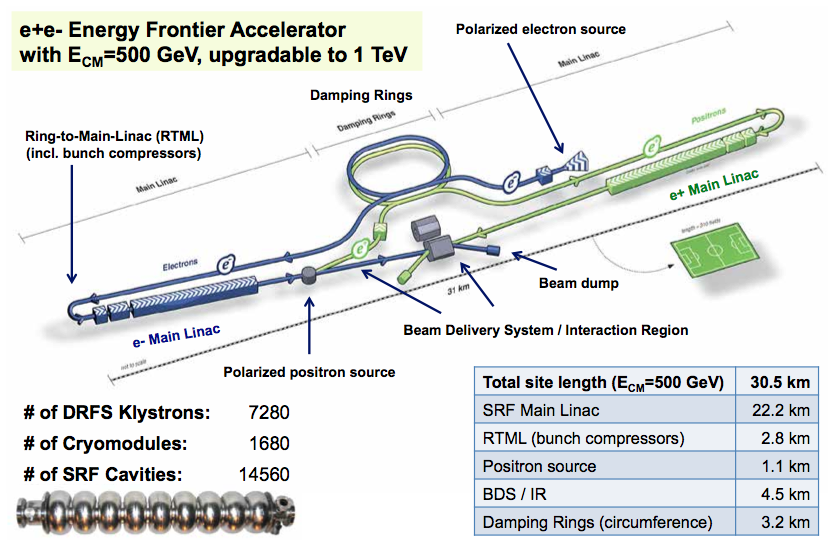 e+e- Energy Frontier Accelerator
with ECM=500 GeV, upgradable to 1 TeV
Polarized electron source
Main Linac
Damping Rings
Damping Rings
Ring-to-Main-Linac (RTML)
(incl. bunch compressors)
Main Linac
Positrons
e-
e-
e+ Main Linac
Electrons
e-
31 km
Beam dump
Beam Delivery System / Interaction Region
e- Main Linac
not to scale
Polarized positron source
# of DRFS Klystrons: 7280
# of Cryomodules: 1680
# of SRF Cavities: 14560
Total site length (ECM=500 GeV) 30.5 km
SRF Main Linac 22.2 km
RTML (bunch compressors) 2.8 km
Positron source 1.1 km
BDS / IR 4.5 km
Damping Rings (circumference) 3.2 km